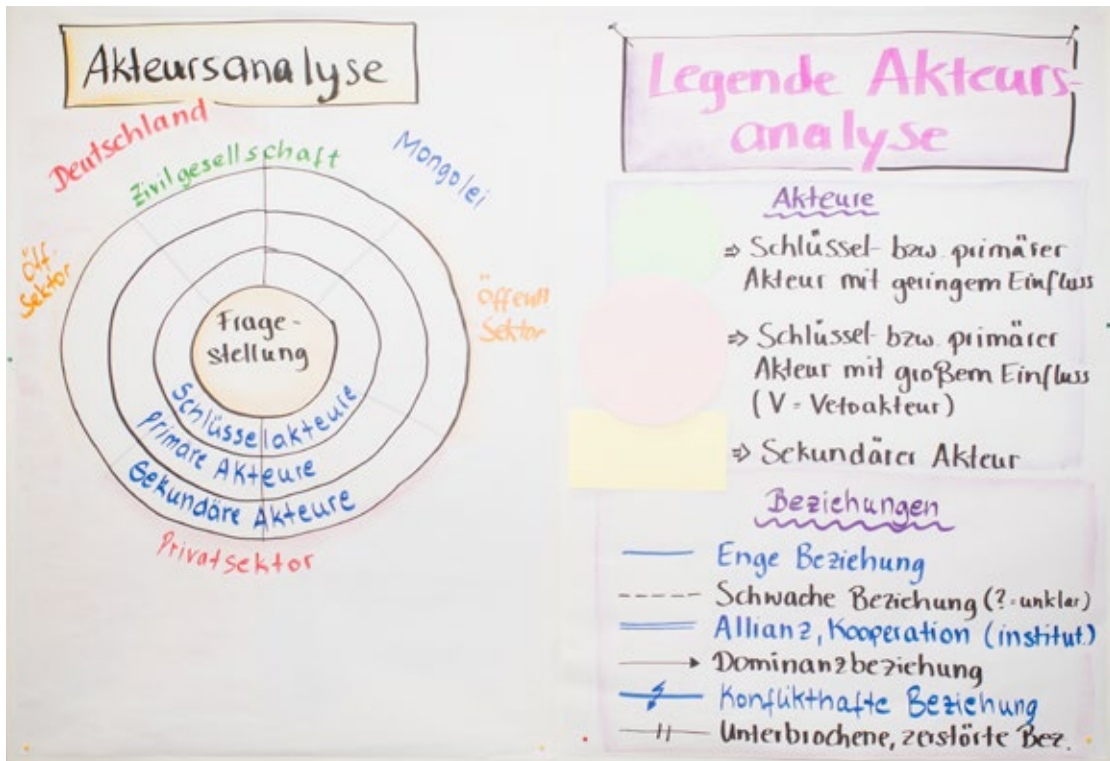 Akteursanalyse
Deutschland
Zivilgesellschaft
Mongolei
Öff.
Sektor
Öffentl
Sektor
Frage-
stellung
Schlüsselakteure
Primäre Akteure
Sekundäre Akteure
Privatsektor
Legende Akteurs-
analyse
Akteure
⇒ Schlüssel- bzw. primärer
Akteur mit geringem Einfluss
⇒ Schlüssel- bzw. primärer
Akteur mit großem Einfluss
(V = Vetoakteur)
⇒ Sekundärer Akteur
Beziehungen
Enge Beziehung
Schwache Beziehung (? = unklar)
Allianz, Kooperation (institut.)
Dominanzbeziehung
Konflikthafte Beziehung
Unterbrochene, zerstörte Bez.